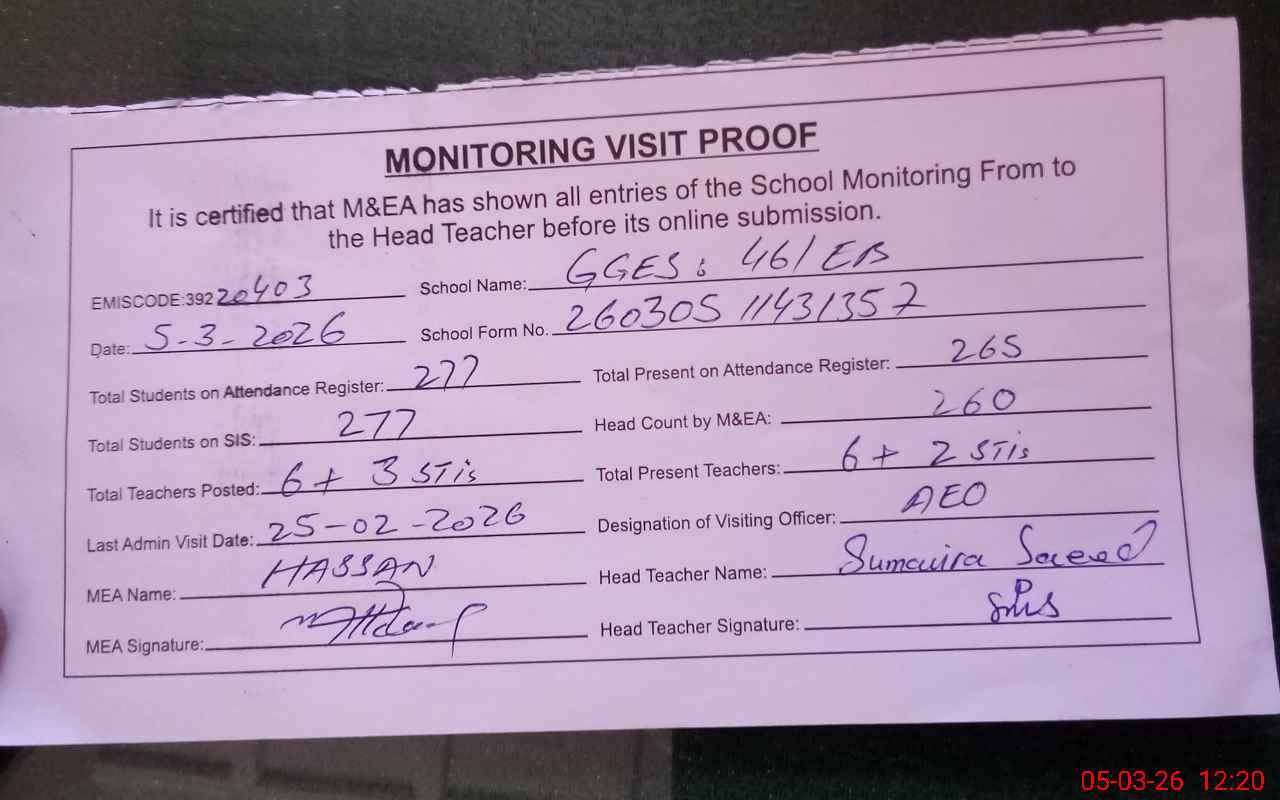 MONITORING VISIT PROOF
It is certified that M&EA has shown all entries of the School Monitoring From to
the Head Teacher before its online submission.
EMISCODE:39220403 School Name: GGES: 46/EB
Date: 5-3-2026 School Form No. 260305 11431357
Total Students on Attendance Register: 277 Total Present on Attendance Register: 265
Total Students on SIS: 277 Head Count by M&EA: 260
Total Teachers Posted: 6+ 3 STis Total Present Teachers: 6+ 2 STis
Last Admin Visit Date: 25-02-2026 Designation of Visiting Officer: AEO
MEA Name: HASSAN Head Teacher Name: Sumawira Saeed
MEA Signature: Head Teacher Signature:
05-03-26 12:20